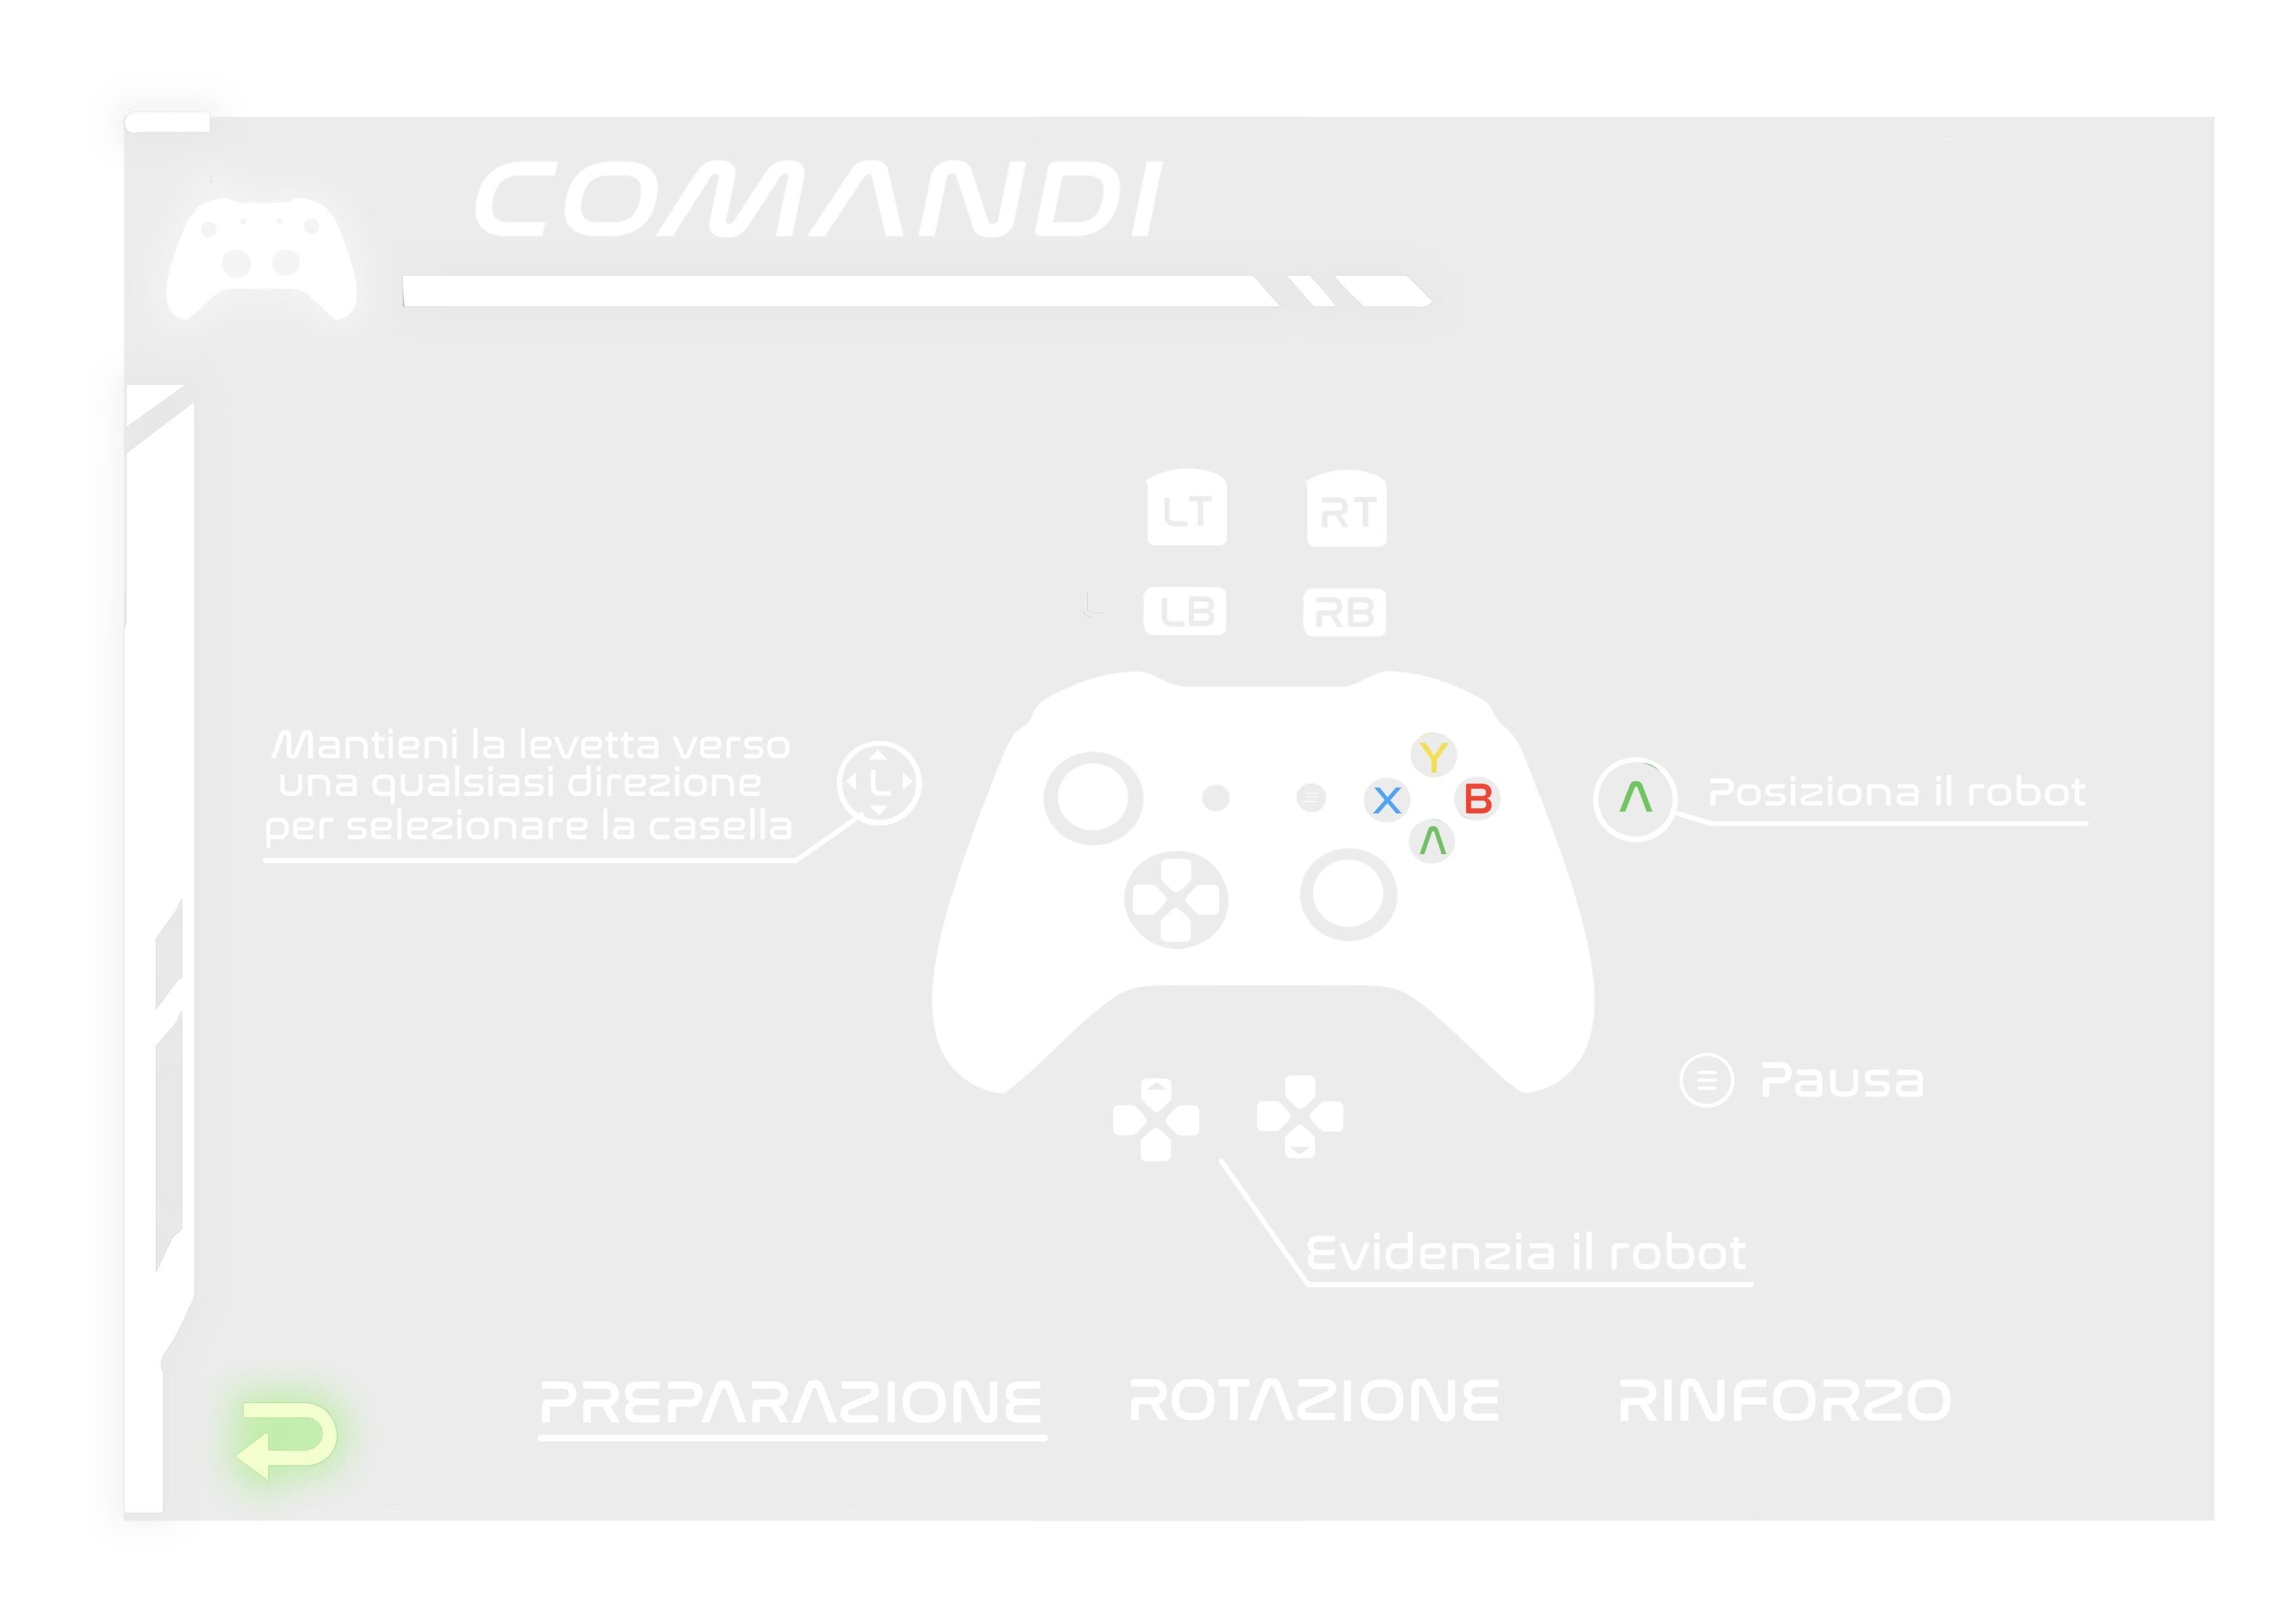 COMANDI
LT RT
LB RB
Mantieni la levetta verso
una qualsiasi direzione
per selezionare la casella
L
Y
X B
A
A
Posiziona il robot
Pausa
Evidenzia il robot
PREPARAZIONE ROTAZIONE RINFORZO